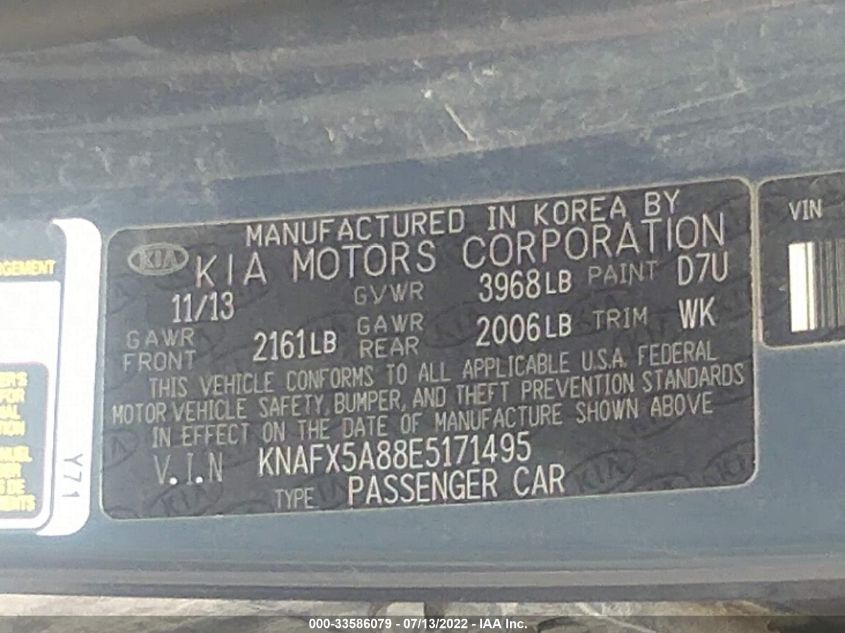 MANUFACTURED IN KOREA BY
KIA KIA MOTORS CORPORATION
11/13 GVWR 3968LB PAINT D7U
GAWR FRONT 2161LB GAWR REAR 2006LB TRIM WK
THIS VEHICLE CONFORMS TO ALL APPLICABLE U.S.A. FEDERAL
MOTOR VEHICLE SAFETY, BUMPER, AND THEFT PREVENTION STANDARDS
IN EFFECT ON THE DATE OF MANUFACTURE SHOWN ABOVE
V.I.N KNAFX5A88E5171495
TYPE PASSENGER CAR
VIN
Y71
000-33586079 - 07/13/2022 - IAA Inc.